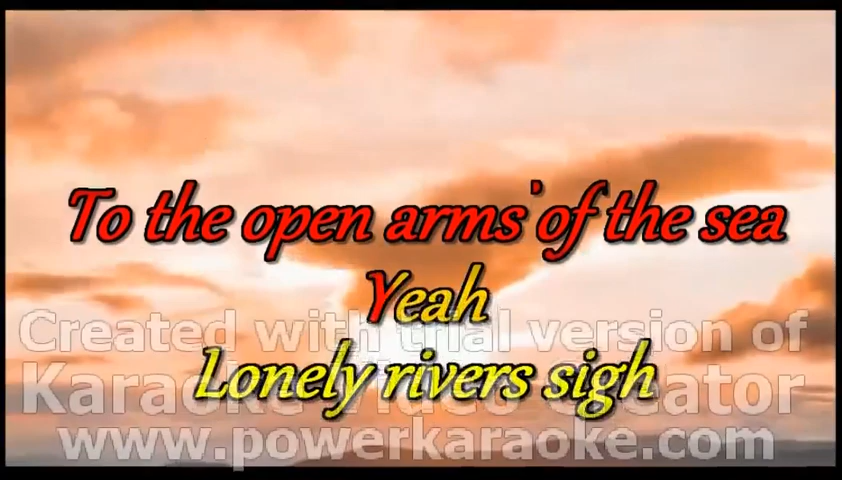 To the open arms' of the sea
Yeah
Created with trial version of
Lonely rivers sigh
Karaoke Video Creator
www.powerkaraoke.com